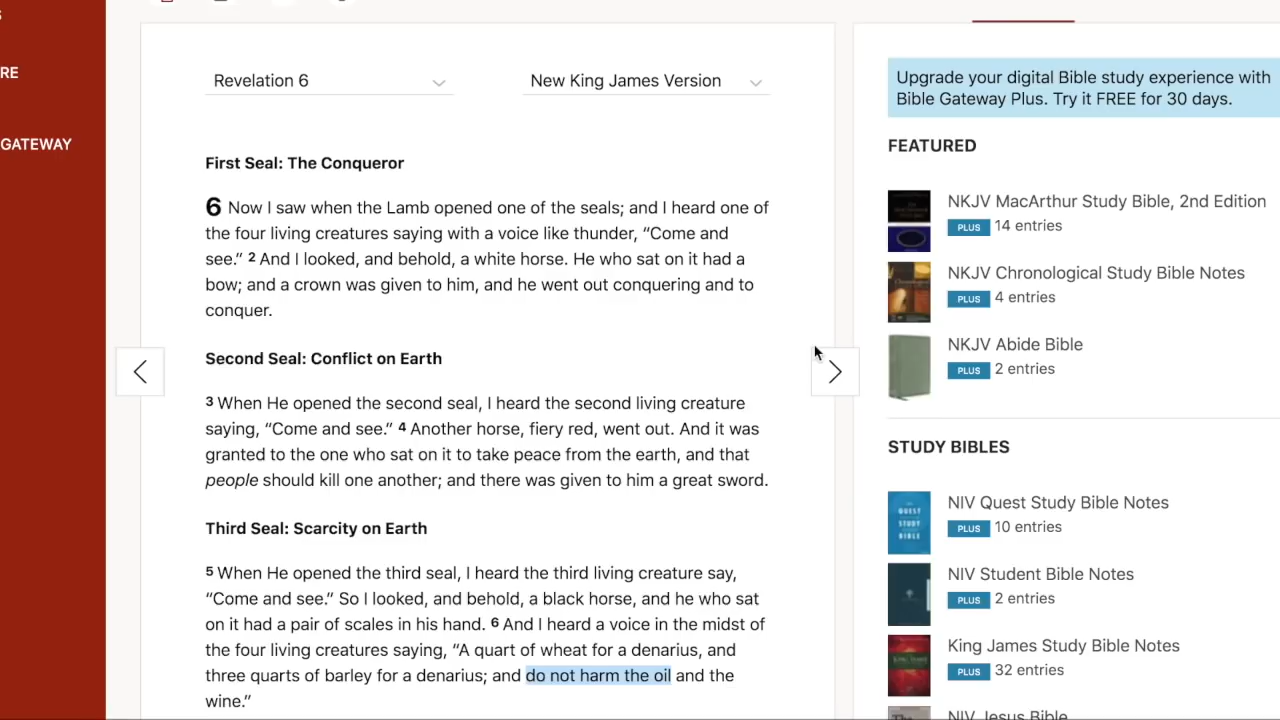 S
RE
GATEWAY
Revelation 6
New King James Version
First Seal: The Conqueror
6 Now I saw when the Lamb opened one of the seals; and I heard one of
the four living creatures saying with a voice like thunder, “Come and
see.” 2 And I looked, and behold, a white horse. He who sat on it had a
bow; and a crown was given to him, and he went out conquering and to
conquer.
Second Seal: Conflict on Earth
3 When He opened the second seal, I heard the second living creature
saying, “Come and see.” 4 Another horse, fiery red, went out. And it was
granted to the one who sat on it to take peace from the earth, and that
people should kill one another; and there was given to him a great sword.
Third Seal: Scarcity on Earth
5 When He opened the third seal, I heard the third living creature say,
“Come and see.” So I looked, and behold, a black horse, and he who sat
on it had a pair of scales in his hand. 6 And I heard a voice in the midst of
the four living creatures saying, “A quart of wheat for a denarius, and
three quarts of barley for a denarius; and do not harm the oil and the
wine.”
Upgrade your digital Bible study experience with
Bible Gateway Plus. Try it FREE for 30 days.
FEATURED
NKJV MacArthur Study Bible, 2nd Edition
PLUS 14 entries
NKJV Chronological Study Bible Notes
PLUS 4 entries
NKJV Abide Bible
PLUS 2 entries
STUDY BIBLES
QUEST
STUDY
BIBLE
NIV Quest Study Bible Notes
PLUS 10 entries
NIV Student Bible Notes
PLUS 2 entries
King James Study Bible Notes
PLUS 32 entries
NIV Jesus Bible